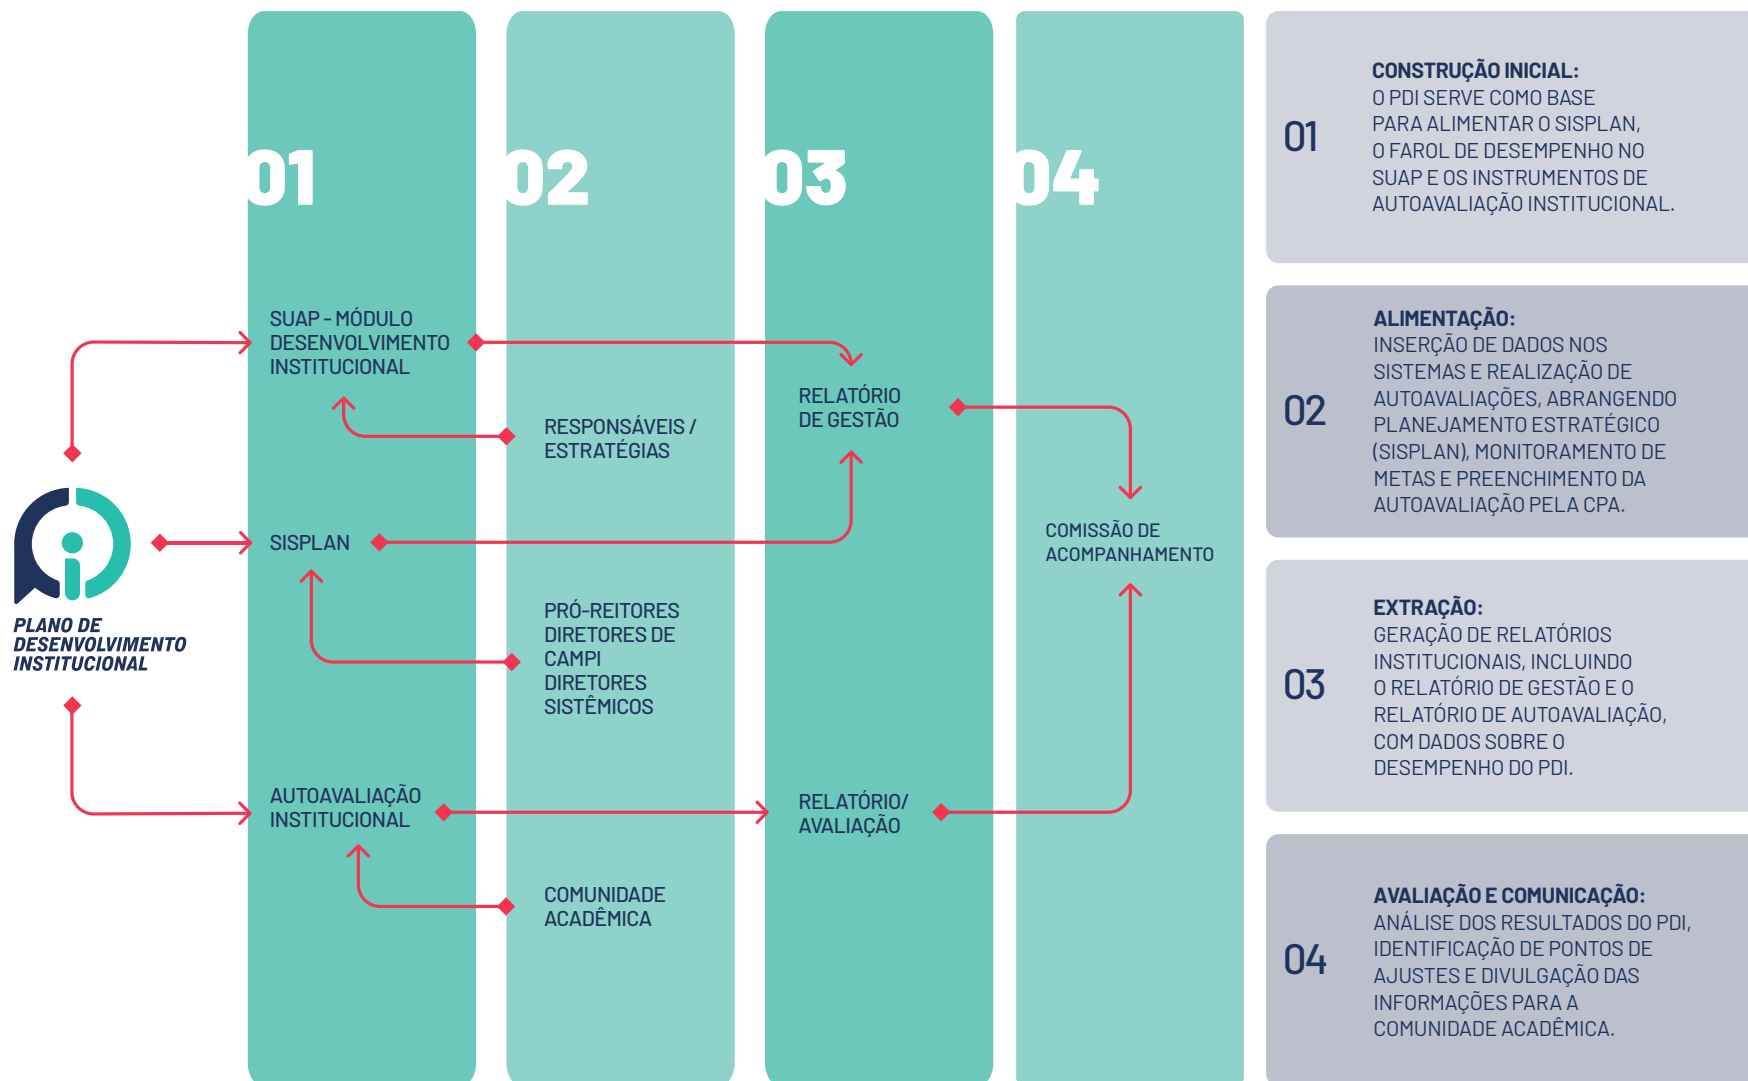 PLANO DE
DESENVOLVIMENTO
INSTITUCIONAL
01
SUAP - MÓDULO
DESENVOLVIMENTO
INSTITUCIONAL
SISPLAN
AUTOAVALIAÇÃO
INSTITUCIONAL
02
RESPONSÁVEIS /
ESTRATÉGIAS
PRÓ-REITORES
DIRETORES DE
CAMPI
DIRETORES
SISTÊMICOS
COMUNIDADE
ACADÊMICA
03
RELATÓRIO
DE GESTÃO
RELATÓRIO/
AVALIAÇÃO
04
COMISSÃO DE
ACOMPANHAMENTO
01
CONSTRUÇÃO INICIAL:
O PDI SERVE COMO BASE
PARA ALIMENTAR O SISPLAN,
O FAROL DE DESEMPENHO NO
SUAP E OS INSTRUMENTOS DE
AUTOAVALIAÇÃO INSTITUCIONAL.
02
ALIMENTAÇÃO:
INSERÇÃO DE DADOS NOS
SISTEMAS E REALIZAÇÃO DE
AUTOAVALIAÇÕES, ABRANGENDO
PLANEJAMENTO ESTRATÉGICO
(SISPLAN), MONITORAMENTO DE
METAS E PREENCHIMENTO DA
AUTOAVALIAÇÃO PELA CPA.
03
EXTRAÇÃO:
GERAÇÃO DE RELATÓRIOS
INSTITUCIONAIS, INCLUINDO
O RELATÓRIO DE GESTÃO E O
RELATÓRIO DE AUTOAVALIAÇÃO,
COM DADOS SOBRE O
DESEMPENHO DO PDI.
04
AVALIAÇÃO E COMUNICAÇÃO:
ANÁLISE DOS RESULTADOS DO PDI,
IDENTIFICAÇÃO DE PONTOS DE
AJUSTES E DIVULGAÇÃO DAS
INFORMAÇÕES PARA A
COMUNIDADE ACADÊMICA.